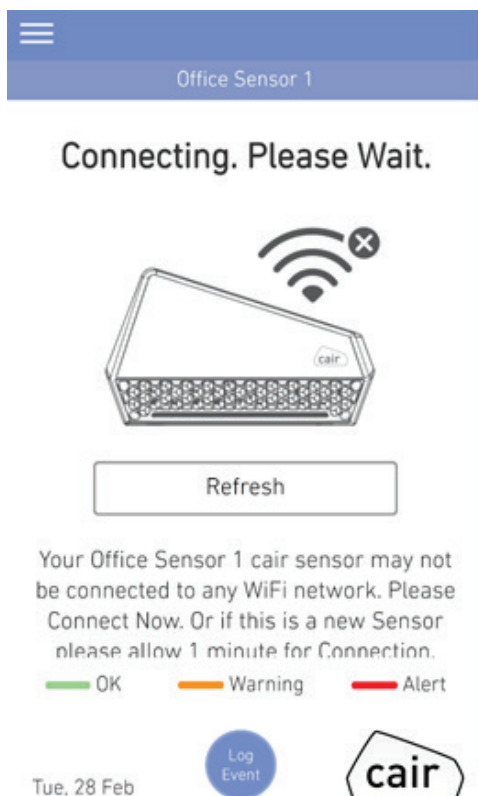 Office Sensor 1
Connecting. Please Wait.
cair
Refresh
Your Office Sensor 1 cair sensor may not
be connected to any WiFi network. Please
Connect Now. Or if this is a new Sensor
please allow 1 minute for Connection.
OK Warning Alert
Log
Event
cair
Tue, 28 Feb